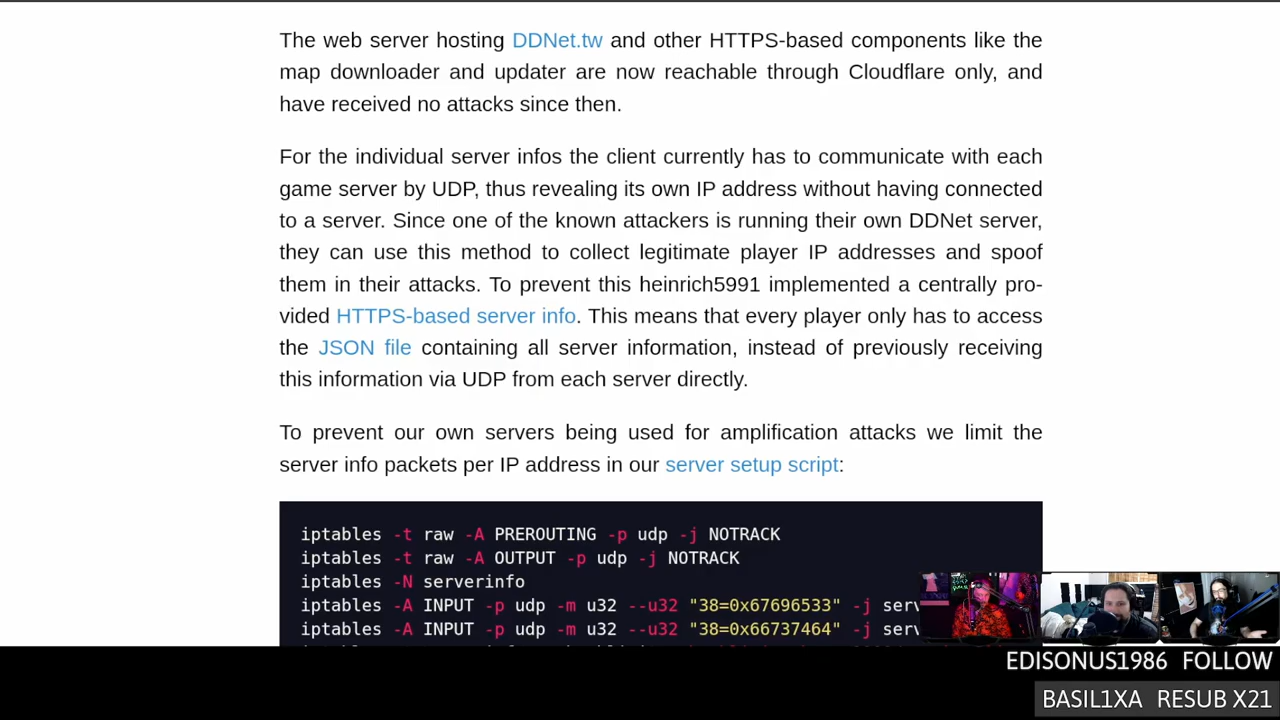 The web server hosting DDNet.tw and other HTTPS-based components like the
map downloader and updater are now reachable through Cloudflare only, and
have received no attacks since then.
For the individual server infos the client currently has to communicate with each
game server by UDP, thus revealing its own IP address without having connected
to a server. Since one of the known attackers is running their own DDNet server,
they can use this method to collect legitimate player IP addresses and spoof
them in their attacks. To prevent this heinrich5991 implemented a centrally pro-
vided HTTPS-based server info. This means that every player only has to access
the JSON file containing all server information, instead of previously receiving
this information via UDP from each server directly.
To prevent our own servers being used for amplification attacks we limit the
server info packets per IP address in our server setup script:
iptables -t raw -A PREROUTING -p udp -j NOTRACK
iptables -t raw -A OUTPUT -p udp -j NOTRACK
iptables -N serverinfo
iptables -A INPUT -p udp -m u32 --u32 "38=0x67696533" -j serv
iptables -A INPUT -p udp -m u32 --u32 "38=0x66737464" -j serv
EDISONUS1986 FOLLOW
BASIL1XA RESUB X21